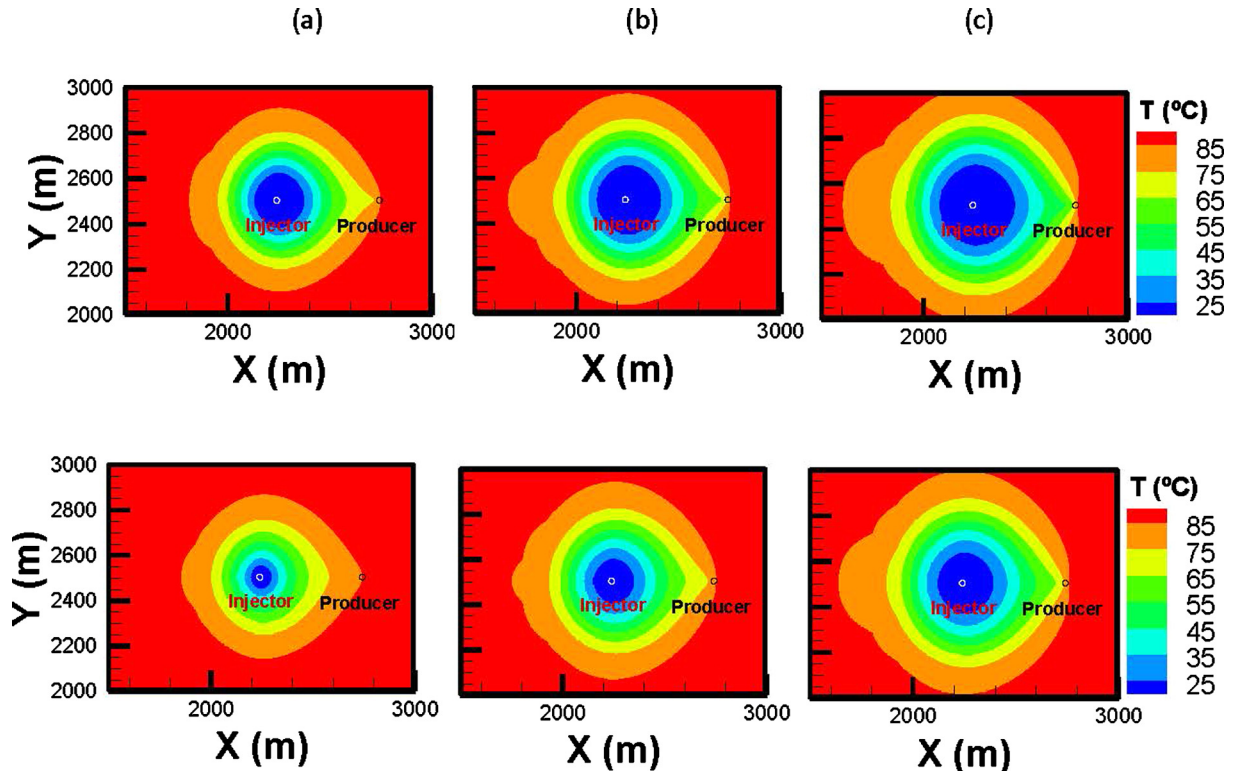 (a) (b) (c)
3000
2800
2600
2400
2200
2000
Y (m)
Injector Producer
Injector Producer
Injector Producer
T (ºC)
85
75
65
55
45
35
25
2000 3000
2000 3000
2000 3000
X (m) X (m) X (m)
3000
2800
2600
2400
2200
2000
Y (m)
Injector Producer
Injector Producer
Injector Producer
T (ºC)
85
75
65
55
45
35
25
2000 3000
2000 3000
2000 3000
X (m) X (m) X (m)